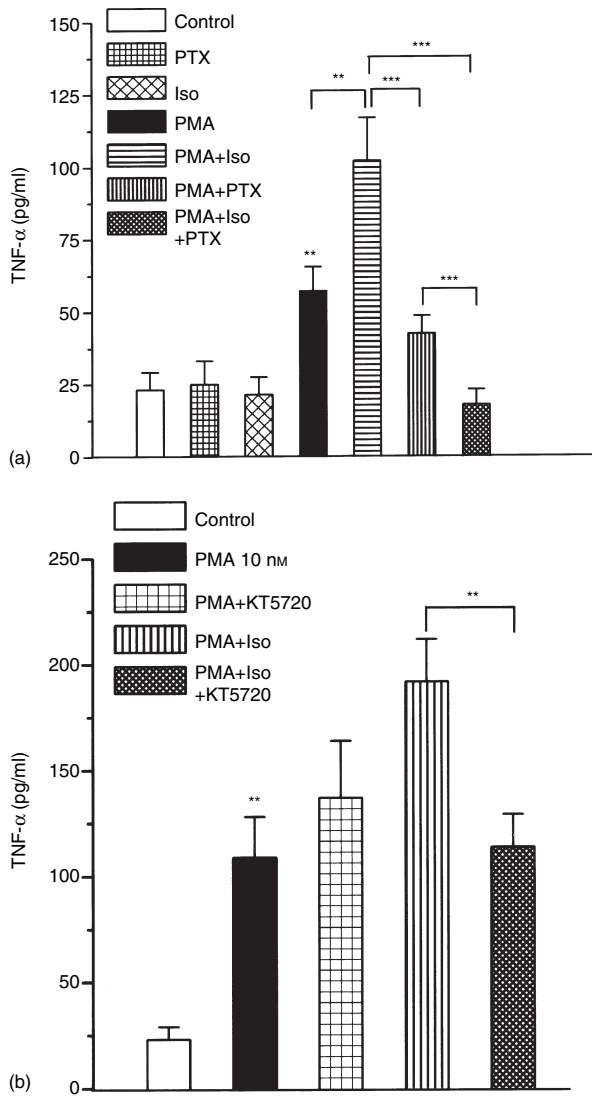 Control
PTX
Iso
PMA
PMA+Iso
PMA+PTX
PMA+Iso
+PTX
150
125
100
75
50
25
0
TNF-α (pg/ml)
**
***
***
**
***
(a)
Control
PMA 10 nM
PMA+KT5720
PMA+Iso
PMA+Iso
+KT5720
250
200
150
100
50
0
TNF-α (pg/ml)
**
**
(b)